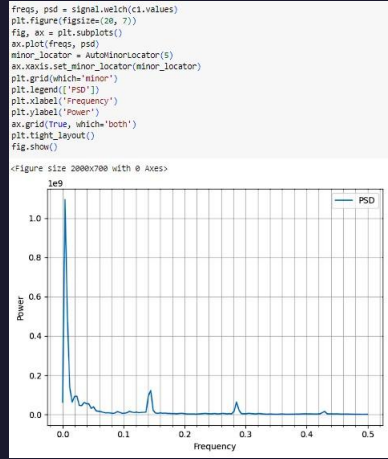 freqs, psd = signal.welch(c1.values)
plt.figure(figsize=(20, 7))
fig, ax = plt.subplots()
ax.plot(freqs, psd)
minor_locator = AutoMinorLocator(5)
ax.xaxis.set_minor_locator(minor_locator)
plt.grid(which='minor')
plt.legend(['PSD'])
plt.xlabel('Frequency')
plt.ylabel('Power')
ax.grid(True, which='both')
plt.tight_layout()
fig.show()
<Figure size 2000x700 with 0 Axes>
1e9
PSD
1.0
0.8
0.6
0.4
0.2
0.0
Power
0.0 0.1 0.2 0.3 0.4 0.5
Frequency